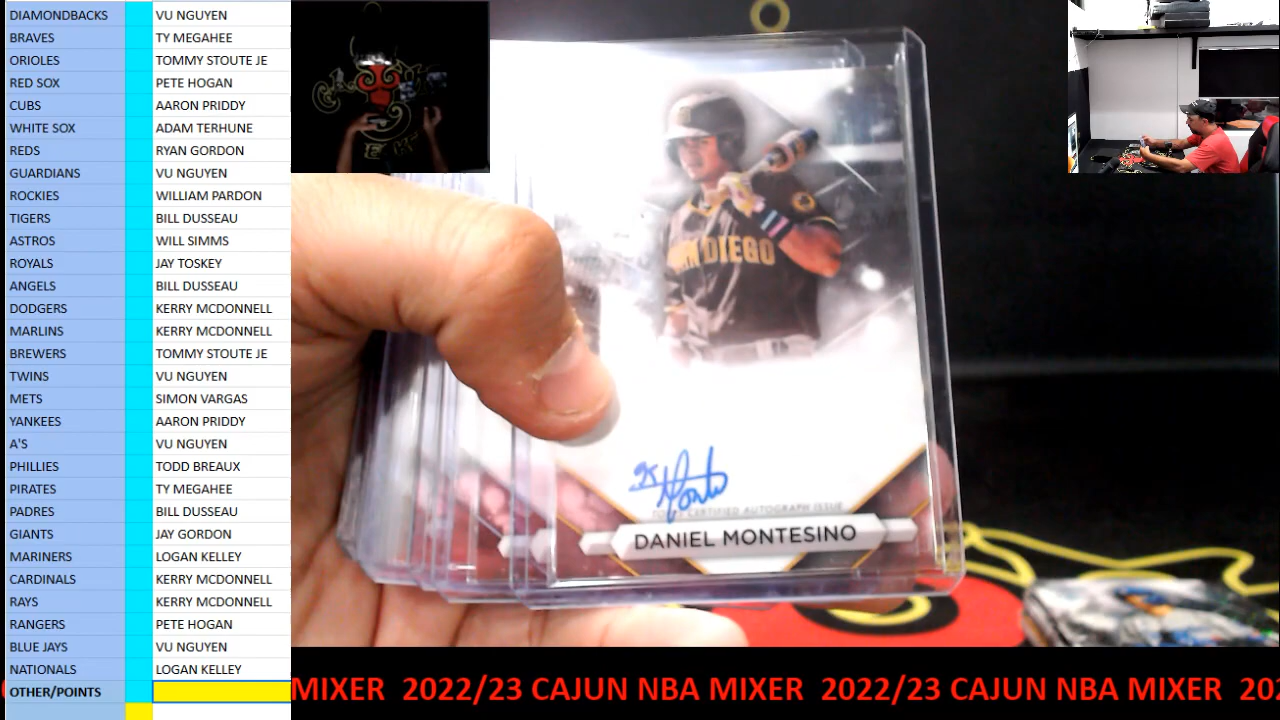 DIAMONDBACKS VU NGUYEN
BRAVES TY MEGAHEE
ORIOLES TOMMY STOUTE JE
RED SOX PETE HOGAN
CUBS AARON PRIDDY
WHITE SOX ADAM TERHUNE
REDS RYAN GORDON
GUARDIANS VU NGUYEN
ROCKIES WILLIAM PARDON
TIGERS BILL DUSSEAU
ASTROS WILL SIMMS
ROYALS JAY TOSKEY
ANGELS BILL DUSSEAU
DODGERS KERRY MCDONNELL
MARLINS KERRY MCDONNELL
BREWERS TOMMY STOUTE JE
TWINS VU NGUYEN
METS SIMON VARGAS
YANKEES AARON PRIDDY
A'S VU NGUYEN
PHILLIES TODD BREAUX
PIRATES TY MEGAHEE
PADRES BILL DUSSEAU
GIANTS JAY GORDON
MARINERS LOGAN KELLEY
CARDINALS KERRY MCDONNELL
RAYS KERRY MCDONNELL
RANGERS PETE HOGAN
BLUE JAYS VU NGUYEN
NATIONALS LOGAN KELLEY
OTHER/POINTS
DIEGO
CERTIFIED AUTOGRAPH ISSUE
DANIEL MONTESINO
MIXER 2022/23 CAJUN NBA MIXER 2022/23 CAJUN NBA MIXER 202